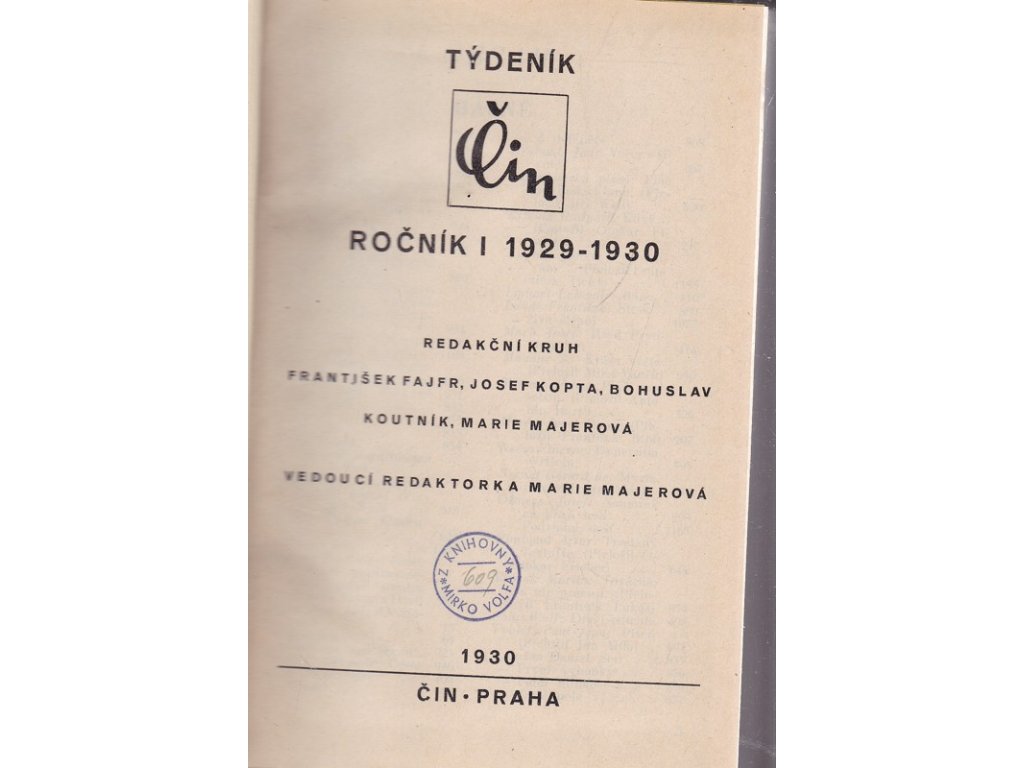 TÝDENÍK
Čin
ROČNÍK I 1929-1930
REDAKČNÍ KRUH
FRANTIŠEK FAJFR, JOSEF KOPTA, BOHUSLAV
KOUTNÍK, MARIE MAJEROVÁ
VEDOUCÍ REDAKTORKA MARIE MAJEROVÁ
Z KNIHOVNY
609
* MIRKO VOLFA *
1930
ČIN • PRAHA